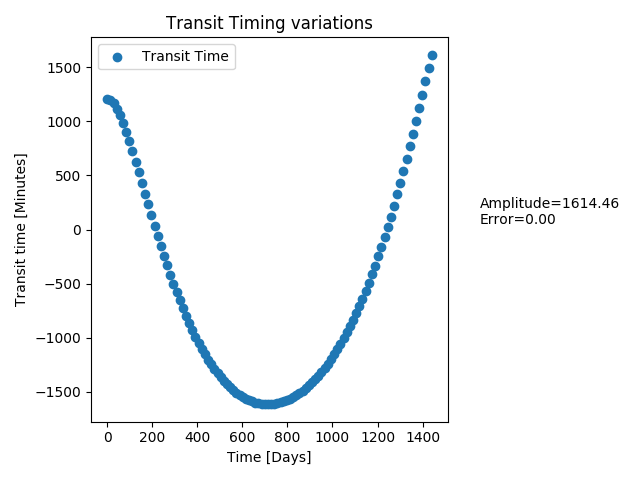 Transit Timing variations
Transit Time
Transit time [Minutes]
1500
1000
500
0
−500
−1000
−1500
0 200 400 600 800 1000 1200 1400
Time [Days]
Amplitude=1614.46
Error=0.00